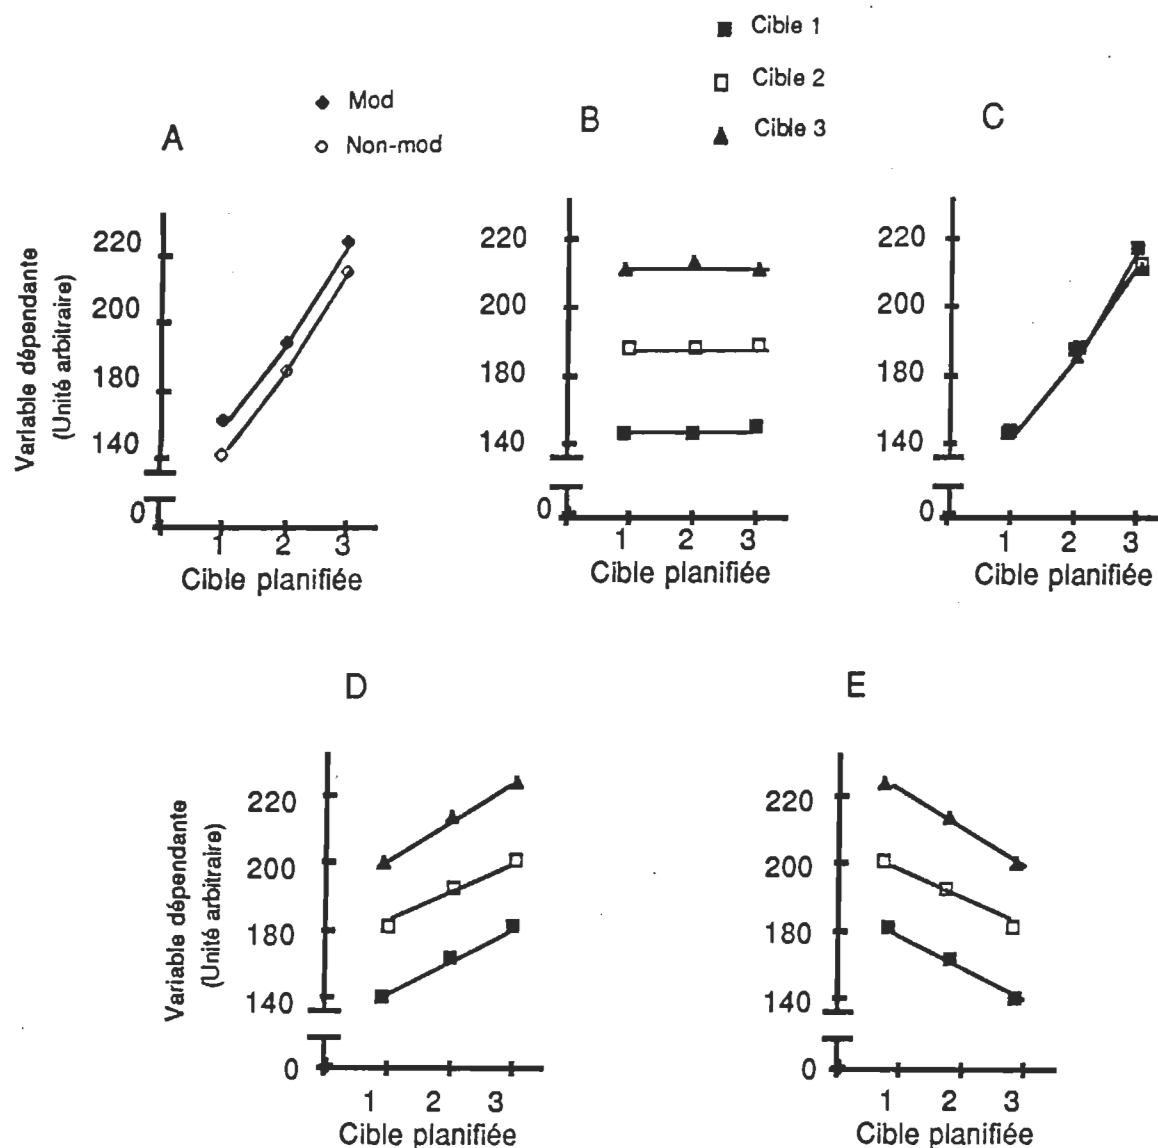 Cible 1
Cible 2
Cible 3
Mod
Non-mod
A
B
C
Variable dépendante
(Unité arbitraire)
220
200
180
140
0
1 2 3
Cible planifiée
220
200
180
140
0
1 2 3
Cible planifiée
220
200
180
140
0
1 2 3
Cible planifiée
D
E
Variable dépendante
(Unité arbitraire)
220
200
180
140
0
1 2 3
Cible planifiée
220
200
180
140
0
1 2 3
Cible planifiée